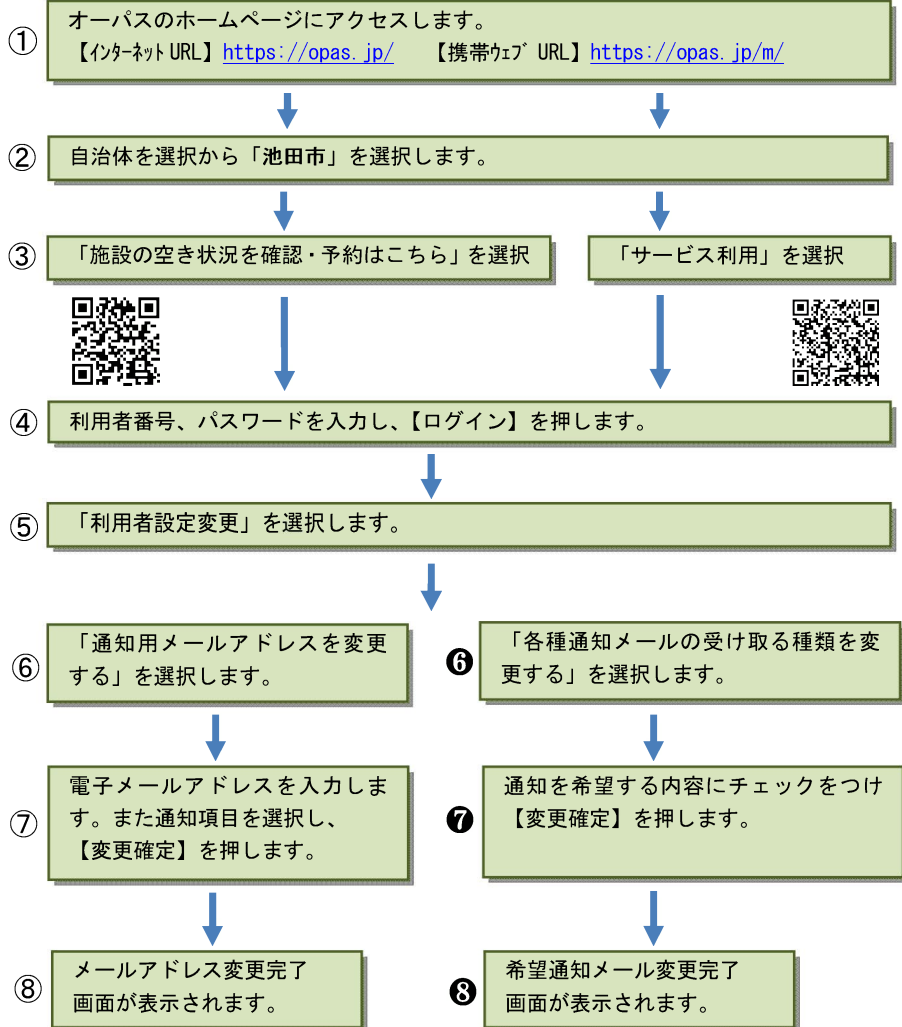 ① オーパスのホームページにアクセスします。
【インターネット URL】https://opas.jp/ 【携帯ウェブ URL】https://opas.jp/m/
② 自治体を選択から「池田市」を選択します。
③ 「施設の空き状況を確認・予約はこちら」を選択
「サービス利用」を選択
④ 利用者番号、パスワードを入力し、【ログイン】を押します。
⑤ 「利用者設定変更」を選択します。
⑥ 「通知用メールアドレスを変更
する」を選択します。
❻ 「各種通知メールの受け取る種類を変
更する」を選択します。
⑦ 電子メールアドレスを入力しま
す。また通知項目を選択し、
【変更確定】を押します。
❼ 通知を希望する内容にチェックをつけ
【変更確定】を押します。
⑧ メールアドレス変更完了
画面が表示されます。
❽ 希望通知メール変更完了
画面が表示されます。